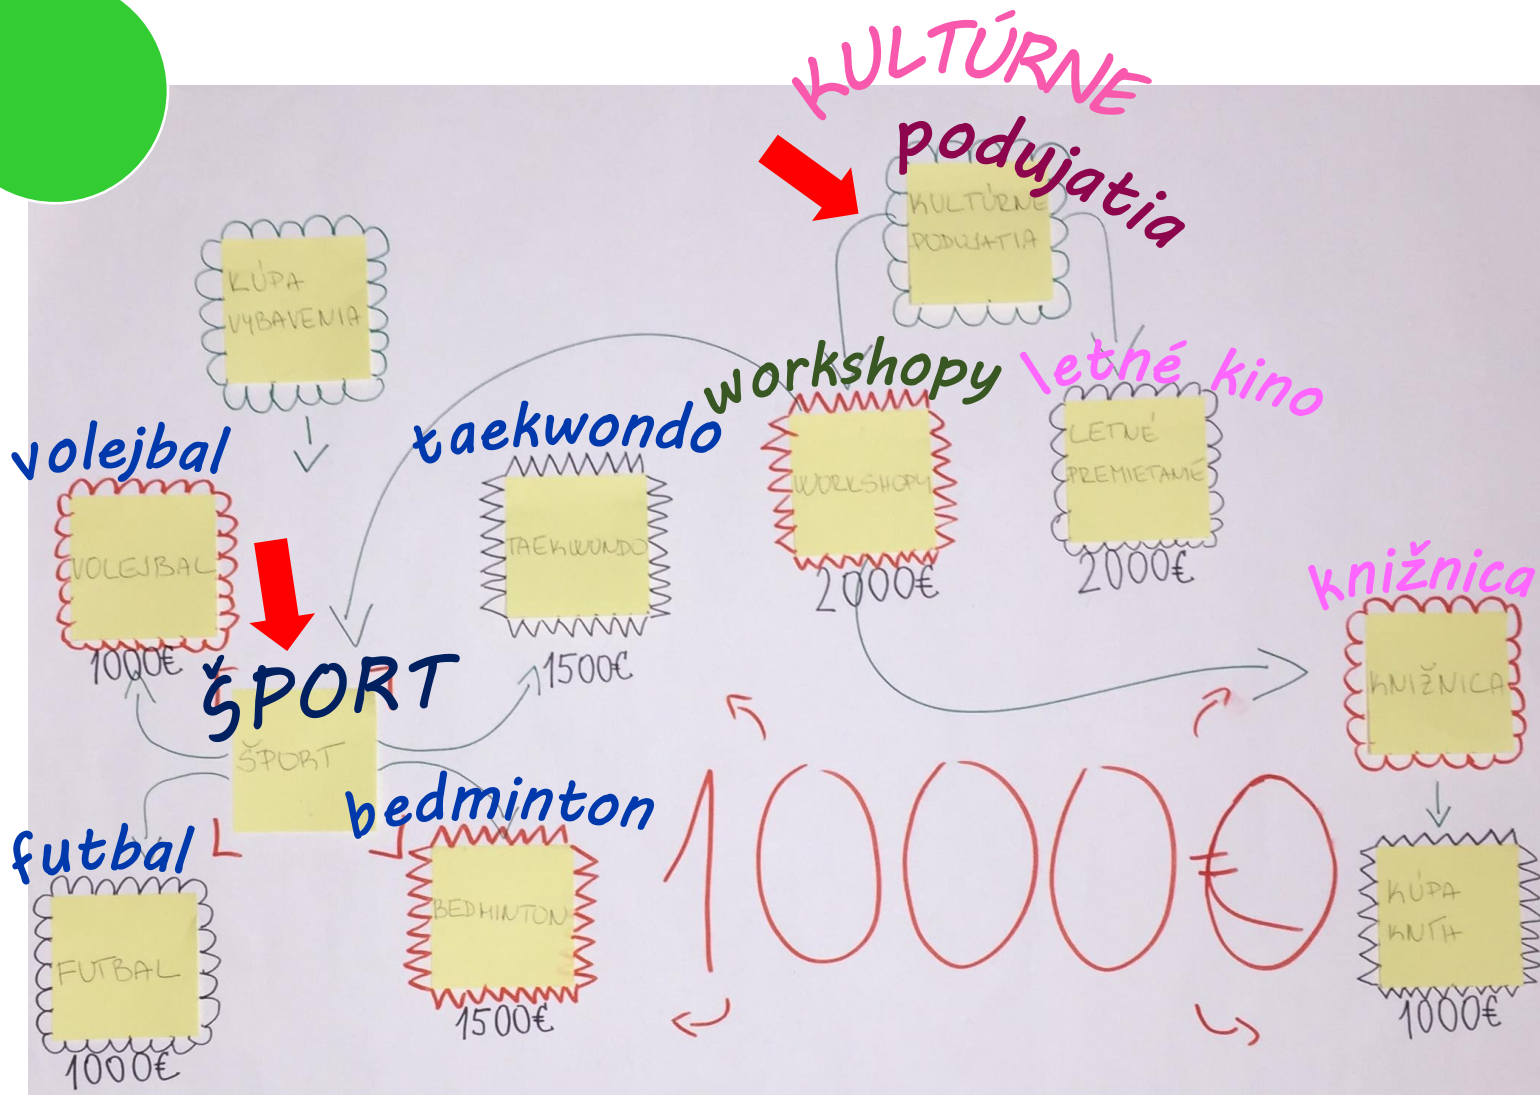 KULTÚRNE
podujatia
KULTÚRNE
PODUJATIA
KÚPA
VYBAVENIA
workshopy
letné kino
taekwondo
volejbal
LETNÉ
PREMIETANIE
WORKSHOPY
TAEKWONDO
VOLEJBAL
2000€
2000€
knižnica
1000€
1500€
KNIŽNICA
ŠPORT
ŠPORT
bedminton
futbal
10000€
BEDMINTON
KÚPA
KNÍH
FUTBAL
1500€
1000€
1000€